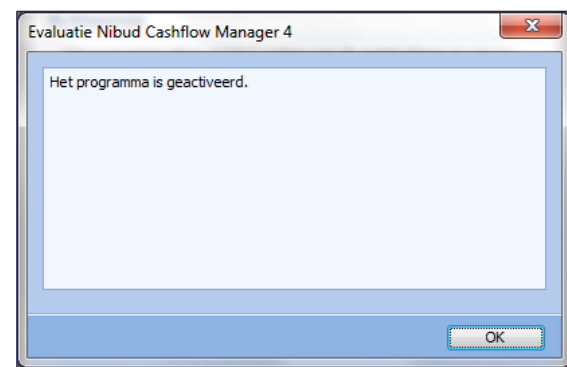 Evaluatie Nibud Cashflow Manager 4
Het programma is geactiveerd.
OK